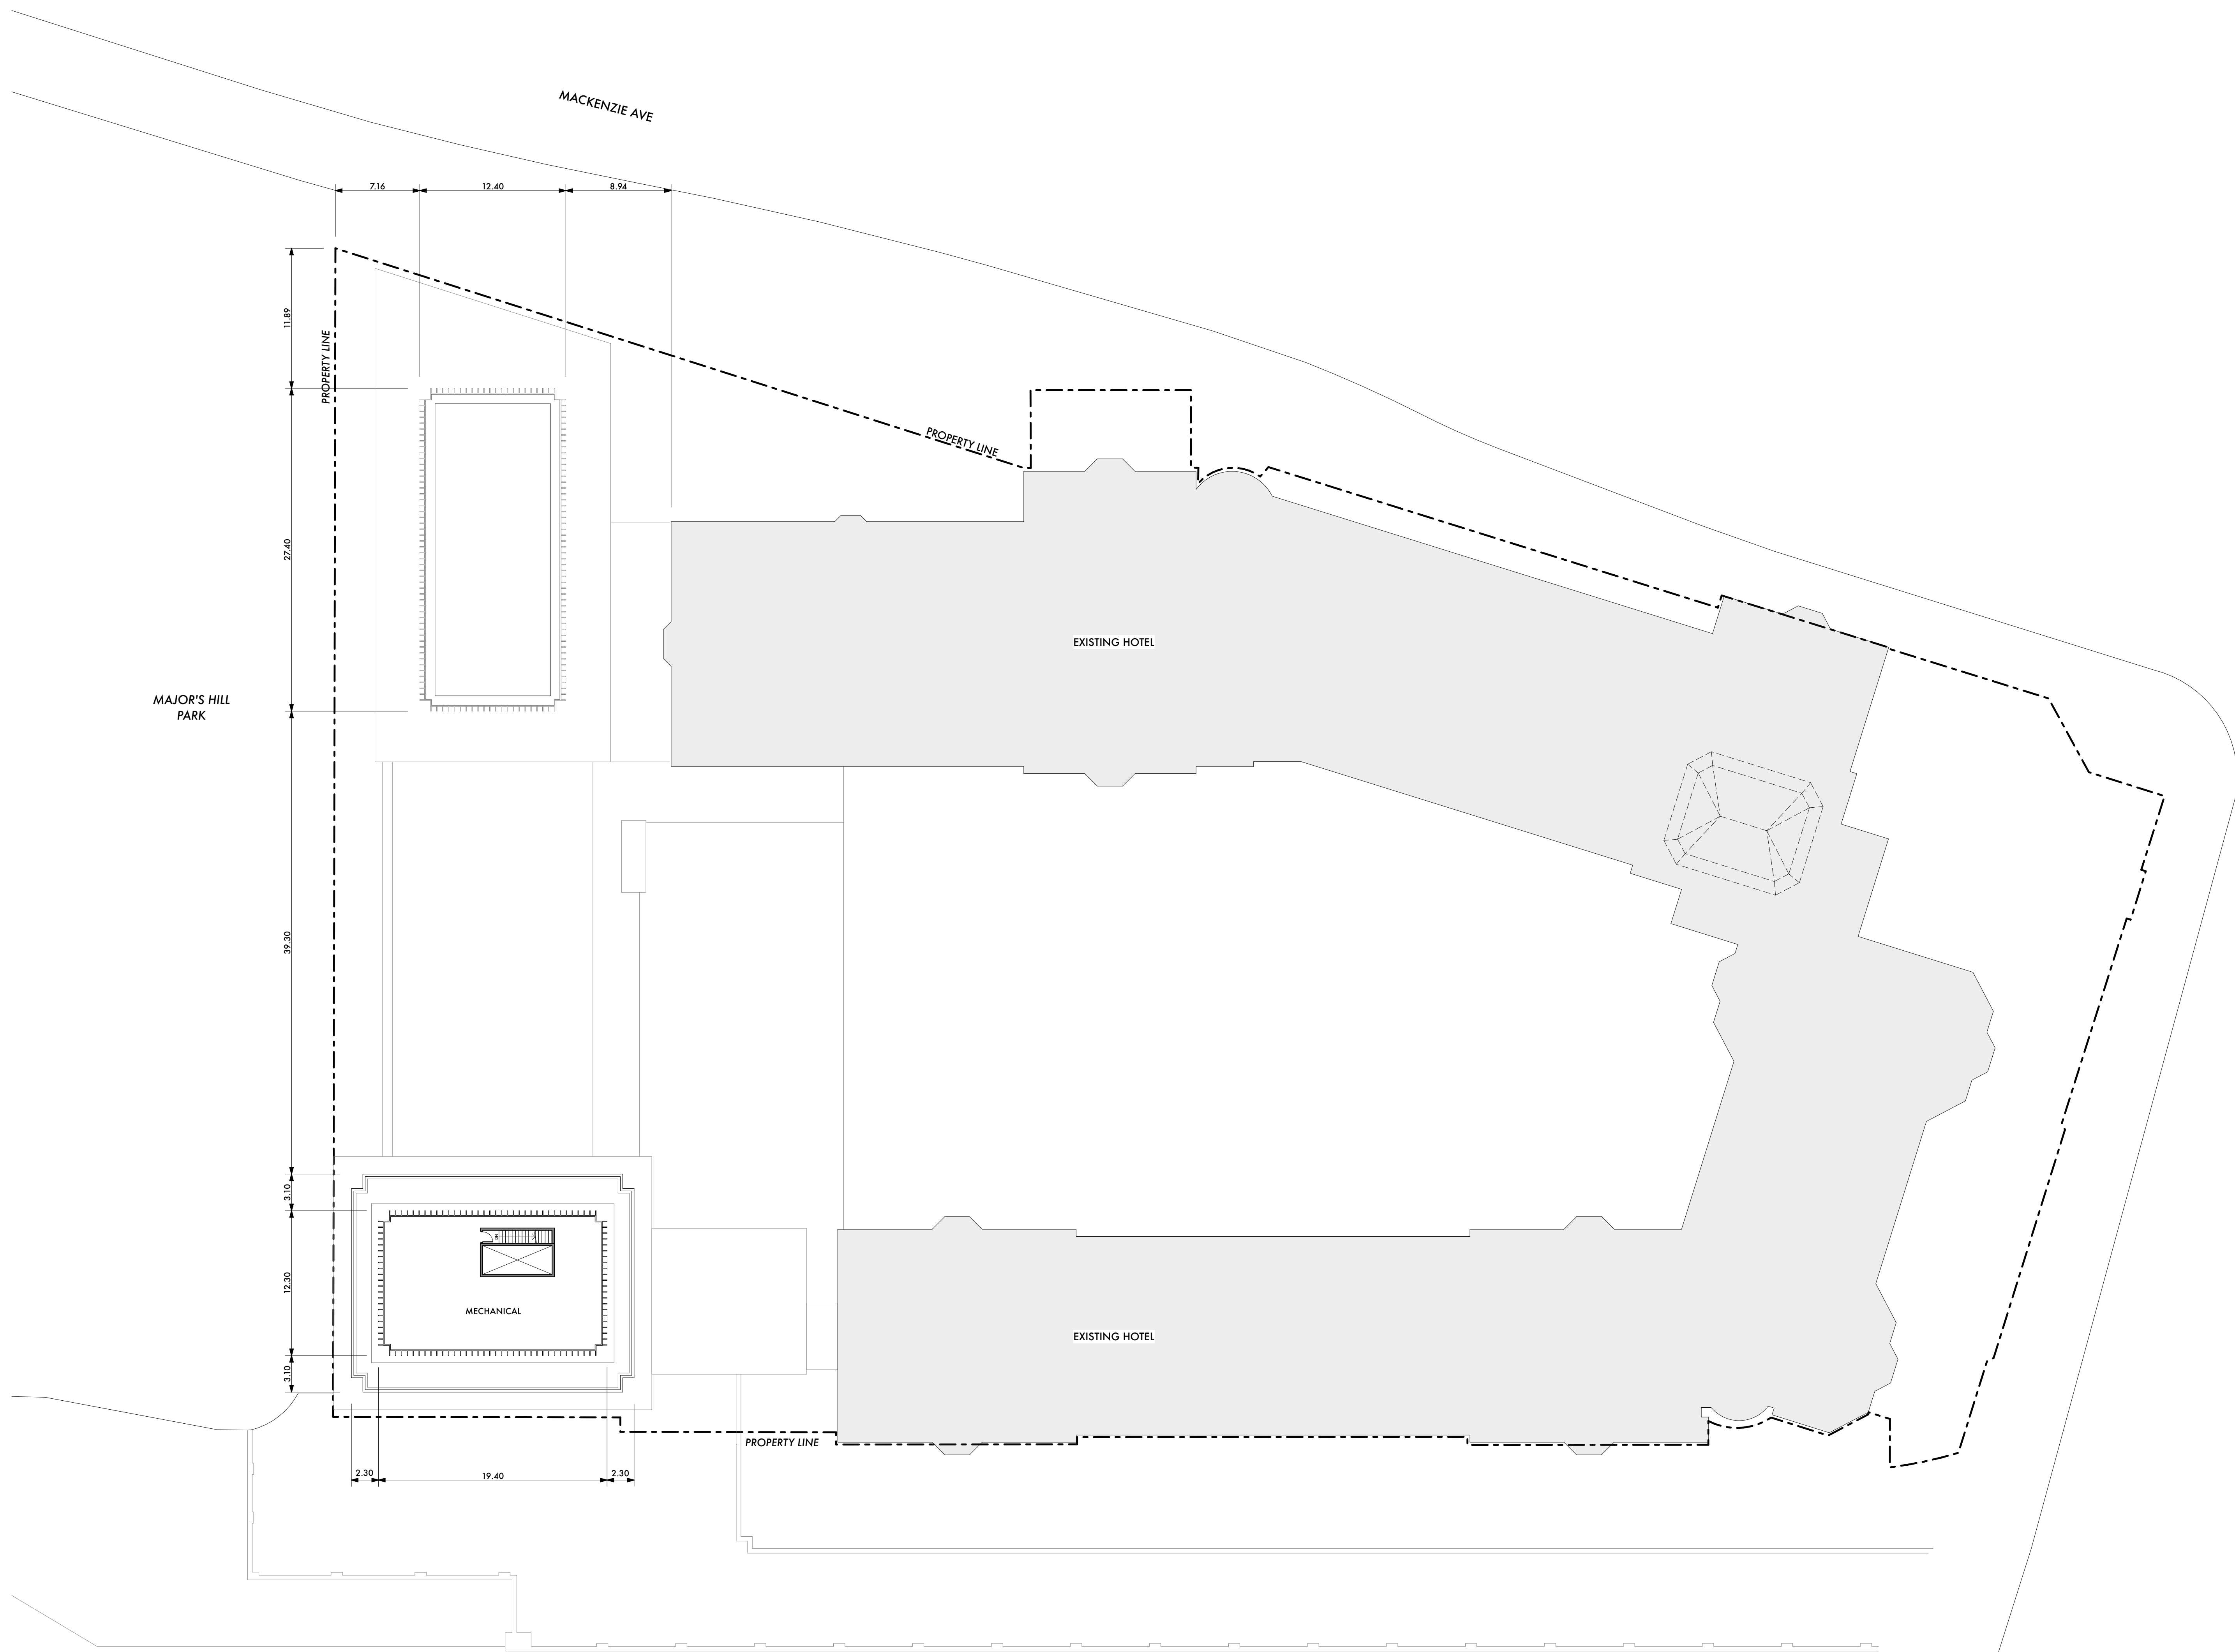 MACKENZIE AVE
7.16
12.40
8.94
11.89
PROPERTY LINE
PROPERTY LINE
27.40
EXISTING HOTEL
MAJOR'S HILL
PARK
39.30
3.10
DN
12.30
MECHANICAL
EXISTING HOTEL
3.10
PROPERTY LINE
2.30
19.40
2.30